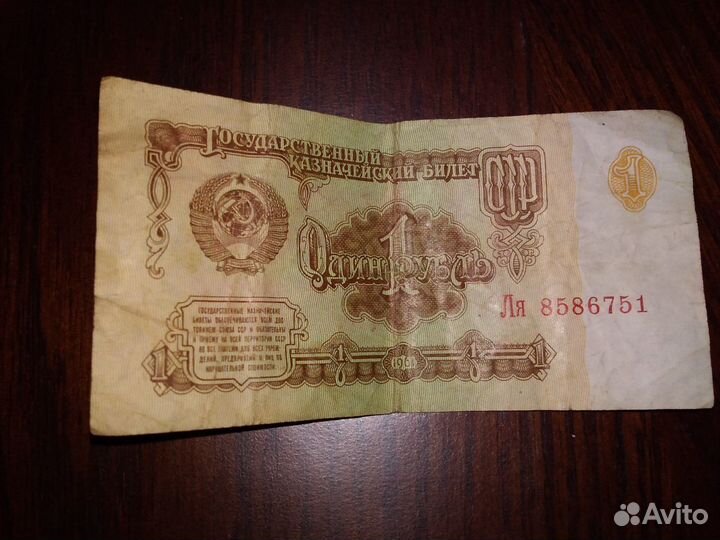 Государственный
казначейский билет
СССР
1
Один рубль
1
Ля 8586751
ГОСУДАРСТВЕННЫЕ КАЗНАЧЕЙСКИЕ
БИЛЕТЫ ОБЕСПЕЧИВАЮТСЯ ВСЕМ ДОС
ТОЯНИЕМ СОЮЗА ССР И ОБЯЗАТЕЛЬНЫ
К ПРИЕМУ НА ВСЕЙ ТЕРРИТОРИИ СССР
ВО ВСЕ ПЛАТЕЖИ ДЛЯ ВСЕХ УЧРЕЖ-
ДЕНИЙ, ПРЕДПРИЯТИЙ И ЛИЦ ПО
НАРИЦАТЕЛЬНОЙ СТОИМОСТИ.
1 1 1961 1 1
Avito